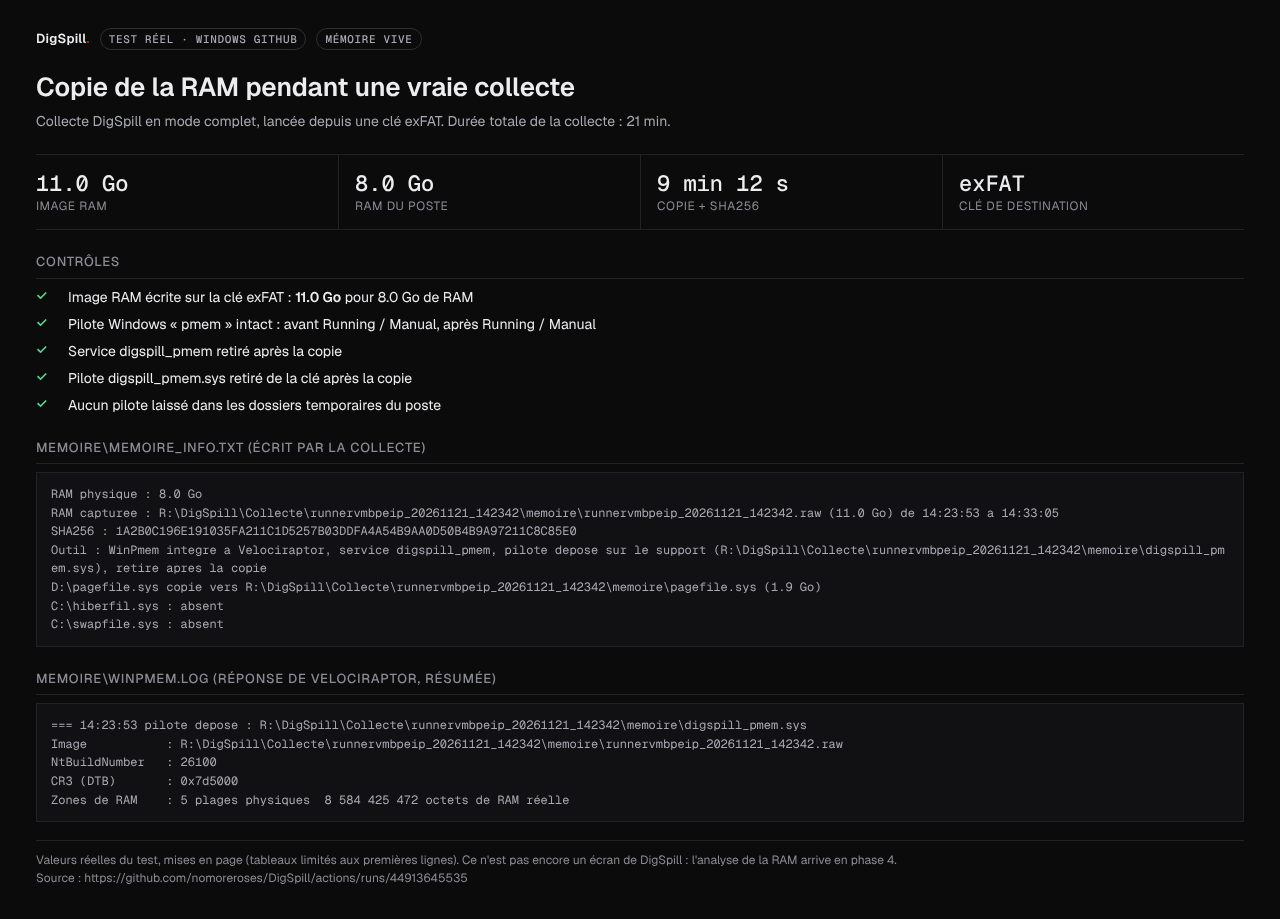 DigSpill. TEST RÉEL · WINDOWS GITHUB MÉMOIRE VIVE
Copie de la RAM pendant une vraie collecte
Collecte DigSpill en mode complet, lancée depuis une clé exFAT. Durée totale de la collecte : 21 min.
11.0 Go
IMAGE RAM
8.0 Go
RAM DU POSTE
9 min 12 s
COPIE + SHA256
exFAT
CLÉ DE DESTINATION
CONTRÔLES
Image RAM écrite sur la clé exFAT : 11.0 Go pour 8.0 Go de RAM
Pilote Windows « pmem » intact : avant Running / Manual, après Running / Manual
Service digspill_pmem retiré après la copie
Pilote digspill_pmem.sys retiré de la clé après la copie
Aucun pilote laissé dans les dossiers temporaires du poste
MEMOIRE\MEMOIRE_INFO.TXT (ÉCRIT PAR LA COLLECTE)
RAM physique : 8.0 Go
RAM capturee : R:\DigSpill\Collecte\runnervmbpeip_20261121_142342\memoire\runnervmbpeip_20261121_142342.raw (11.0 Go) de 14:23:53 a 14:33:05
SHA256 : 1A2B0C196E191035FA211C1D5257B03DDFA4A54B9AA0D50B4B9A97211C8C85E0
Outil : WinPmem integre a Velociraptor, service digspill_pmem, pilote depose sur le support (R:\DigSpill\Collecte\runnervmbpeip_20261121_142342\memoire\digspill_pm
em.sys), retire apres la copie
D:\pagefile.sys copie vers R:\DigSpill\Collecte\runnervmbpeip_20261121_142342\memoire\pagefile.sys (1.9 Go)
C:\hiberfil.sys : absent
C:\swapfile.sys : absent
MEMOIRE\WINPMEM.LOG (RÉPONSE DE VELOCIRAPTOR, RÉSUMÉE)
=== 14:23:53 pilote depose : R:\DigSpill\Collecte\runnervmbpeip_20261121_142342\memoire\digspill_pmem.sys
Image : R:\DigSpill\Collecte\runnervmbpeip_20261121_142342\memoire\runnervmbpeip_20261121_142342.raw
NtBuildNumber : 26100
CR3 (DTB) : 0x7d5000
Zones de RAM : 5 plages physiques 8 584 425 472 octets de RAM réelle
Valeurs réelles du test, mises en page (tableaux limités aux premières lignes). Ce n'est pas encore un écran de DigSpill : l'analyse de la RAM arrive en phase 4.
Source : https://github.com/nomoreroses/DigSpill/actions/runs/44913645535